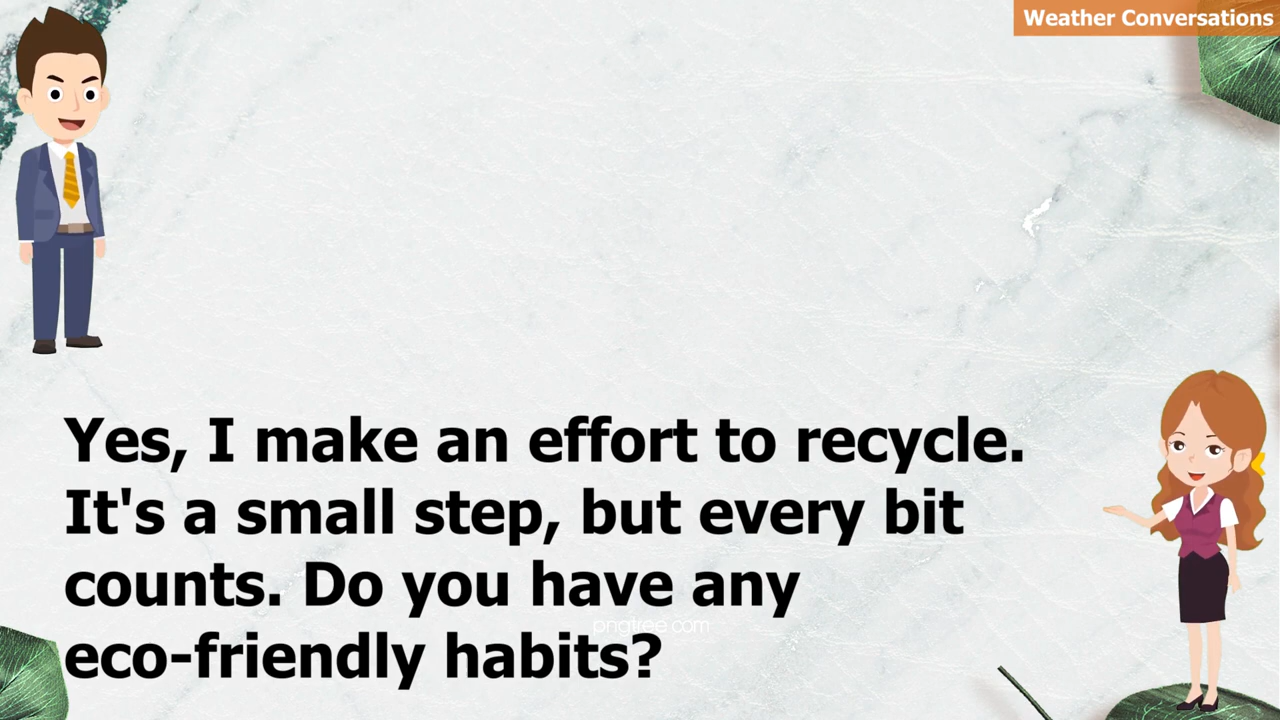 Weather Conversations
Yes, I make an effort to recycle.
It's a small step, but every bit
counts. Do you have any
pngtree.com
eco-friendly habits?